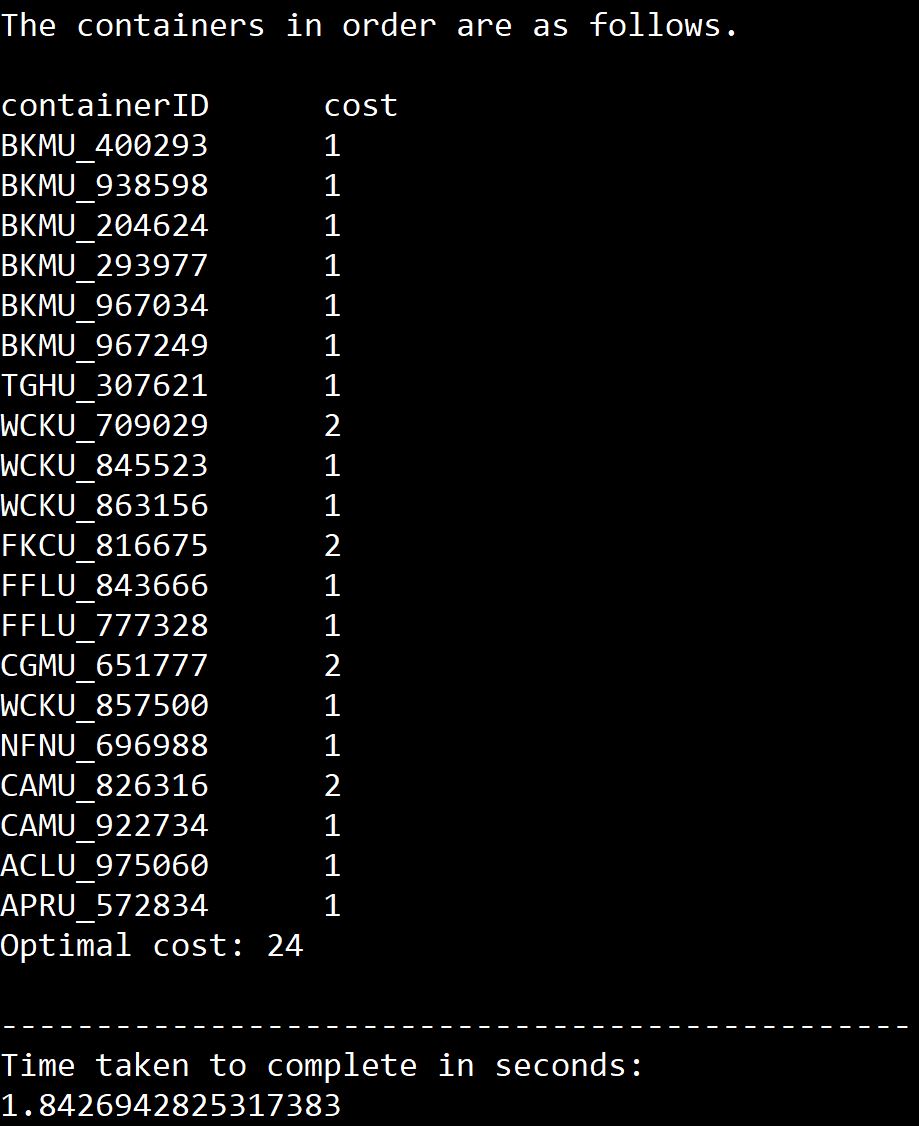 The containers in order are as follows.
containerID cost
BKMU_400293 1
BKMU_938598 1
BKMU_204624 1
BKMU_293977 1
BKMU_967034 1
BKMU_967249 1
TGHU_307621 1
WCKU_709029 2
WCKU_845523 1
WCKU_863156 1
FKCU_816675 2
FFLU_843666 1
FFLU_777328 1
CGMU_651777 2
WCKU_857500 1
NFNU_696988 1
CAMU_826316 2
CAMU_922734 1
ACLU_975060 1
APRU_572834 1
Optimal cost: 24
------------------------------------------------
Time taken to complete in seconds:
1.8426942825317383